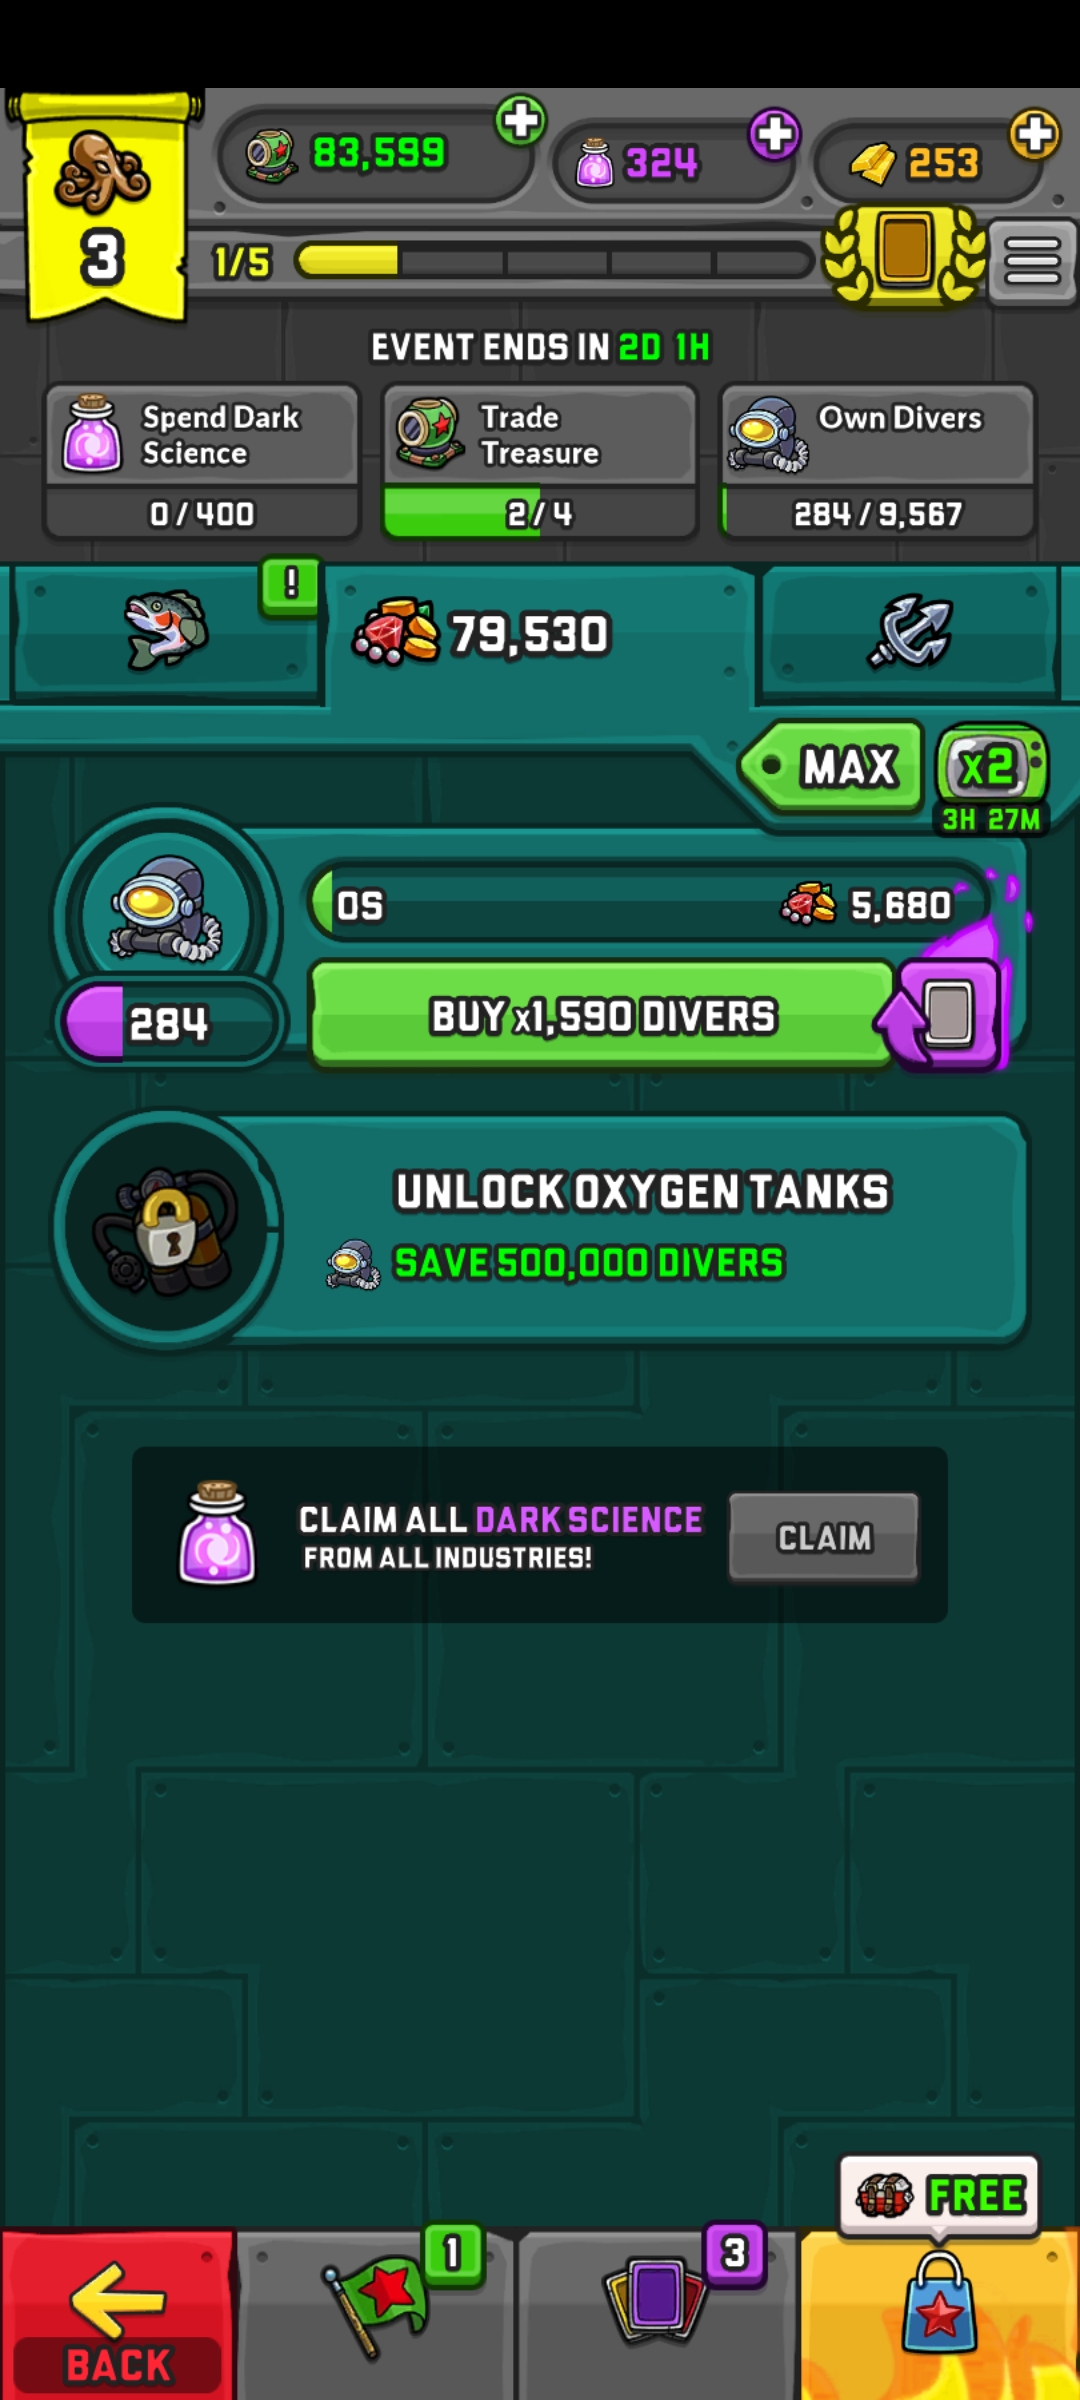 83,599
324
253
3
1/5
EVENT ENDS IN 2D 1H
Spend Dark
Science
0 / 400
Trade
Treasure
2 / 4
Own Divers
284 / 9,567
!
79,530
MAX
x2
3H 27M
0S
5,680
284
BUY x1,590 DIVERS
UNLOCK OXYGEN TANKS
SAVE 500,000 DIVERS
CLAIM ALL DARK SCIENCE
FROM ALL INDUSTRIES!
CLAIM
FREE
1
3
BACK